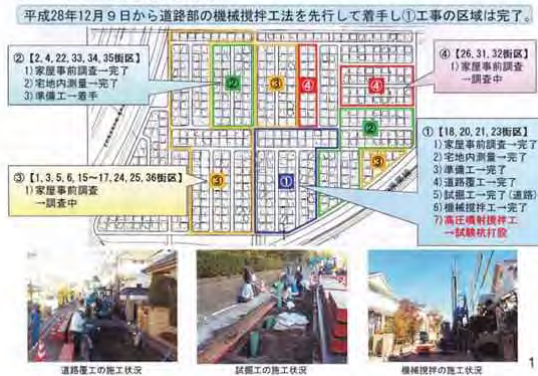 平成28年12月9日から道路部の機械撹拌工法を先行して着手し①工事の区域は完了。
② 【2, 4, 22, 33, 34, 35街区】
1) 家屋事前調査→完了
2) 宅地内測量→完了
3) 準備工→着手
④ 【26, 31, 32街区】
1) 家屋事前調査
→調査中
② ③ ④ ④
②
① 【18, 20, 21, 23街区】
1) 家屋事前調査→完了
2) 宅地内測量→完了
3) 準備工→完了
4) 道路覆工→完了
5) 試掘工→完了(道路)
6) 機械撹拌工→完了
7) 高圧噴射撹拌工
→試験杭打設
③ 【1, 3, 5, 6, 15~17, 24, 25, 36街区】
1) 家屋事前調査
→調査中
③ ① ③
道路覆工の施工状況
試掘工の施工状況
機械撹拌の施工状況
1